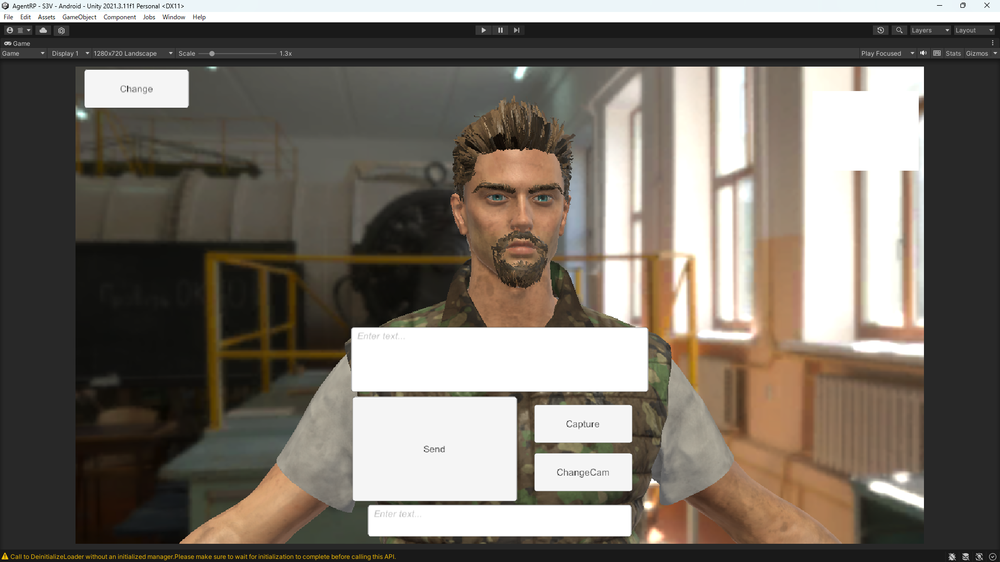 AgentRP - S3V - Android - Unity 2021.3.11f1 Personal <DX11>
File Edit Assets GameObject Component Jobs Window Help
Layers Layout
Game
Game Display 1 1280x720 Landscape Scale 1.3x Play Focused Stats Gizmos
Change
Enter text...
Send
Capture
ChangeCam
Enter text...
Call to DeinitializeLoader without an initialized manager.Please make sure to wait for initialization to complete before calling this API.